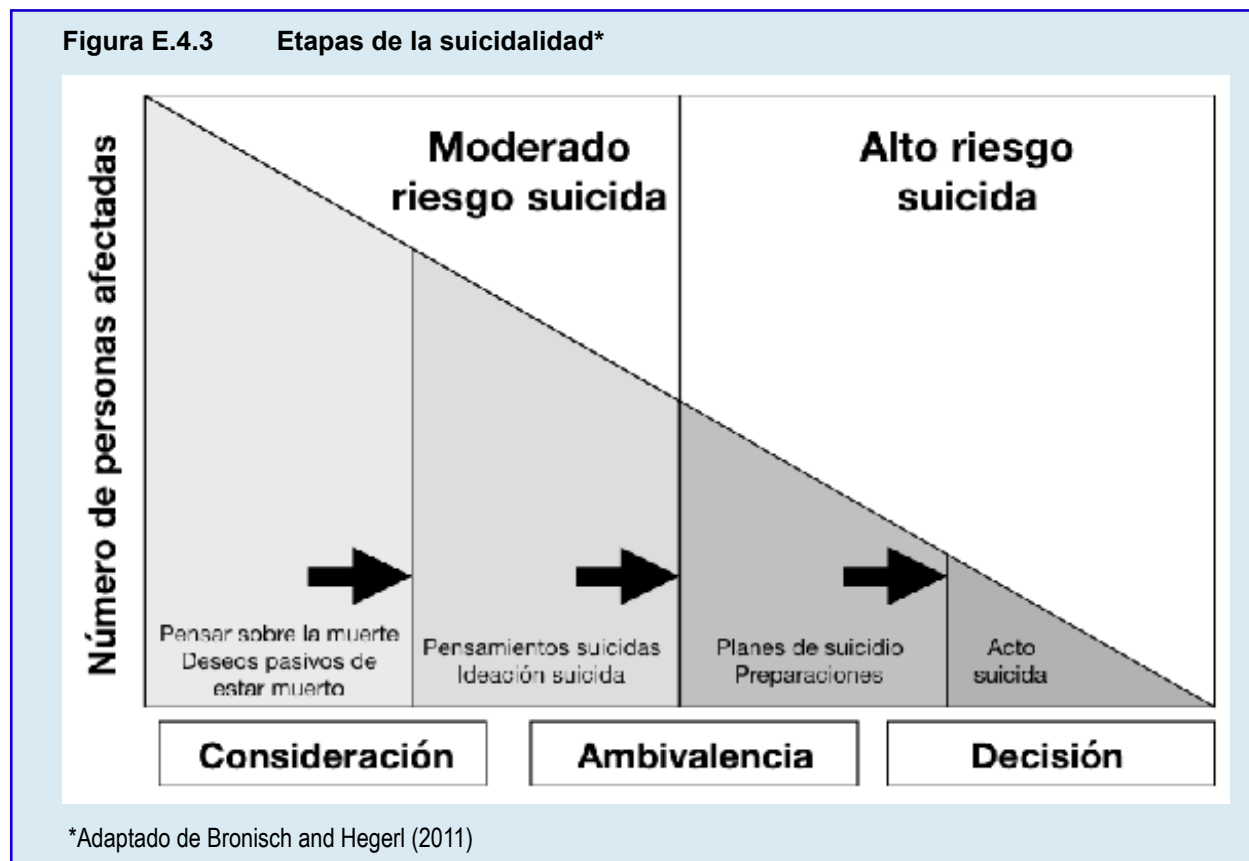 Figura E.4.3 Etapas de la suicidalidad*
Número de personas afectadas
Moderado
riesgo suicida
Alto riesgo
suicida
Pensar sobre la muerte
Deseos pasivos de
estar muerto
Pensamientos suicidas
Ideación suicida
Planes de suicidio
Preparaciones
Acto
suicida
Consideración
Ambivalencia
Decisión
*Adaptado de Bronisch and Hegerl (2011)